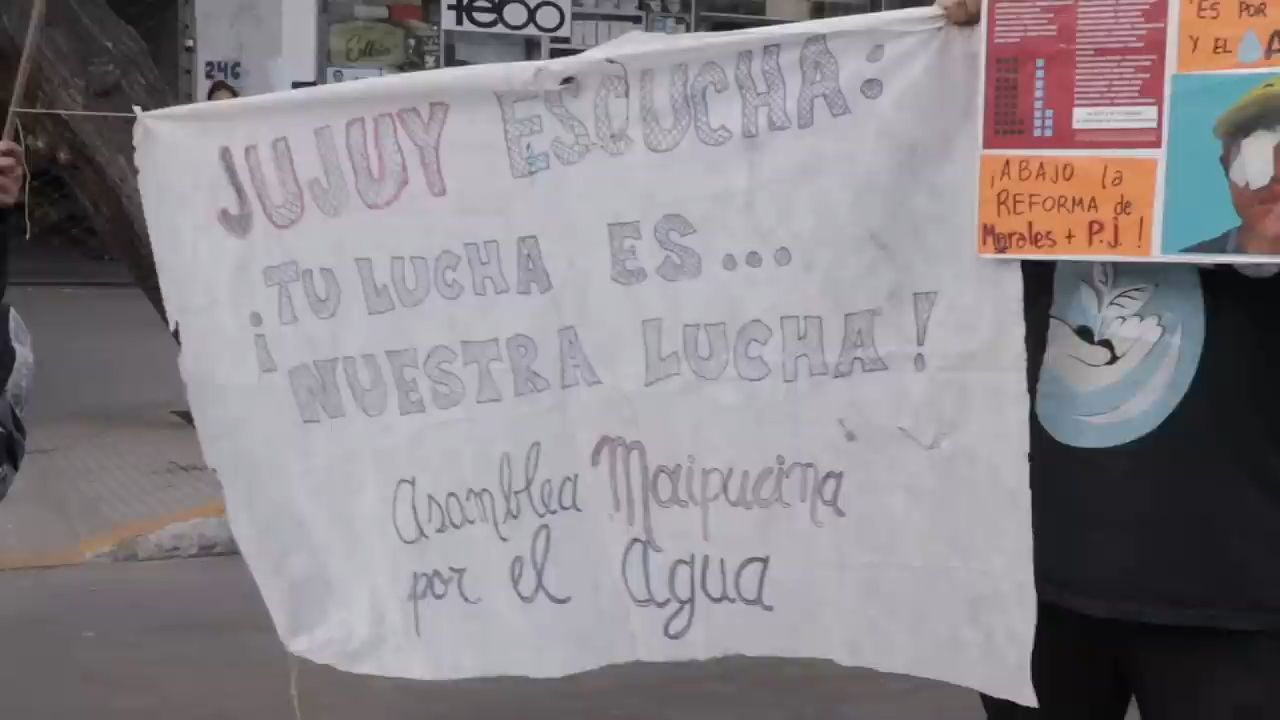 JUJUY ESCUCHA:
¡TU LUCHA ES...
NUESTRA LUCHA!
Asamblea Maipucina
por el Agua
246
ES POR
Y EL
¡ABAJO la
REFORMA de
Morales + P.J.!